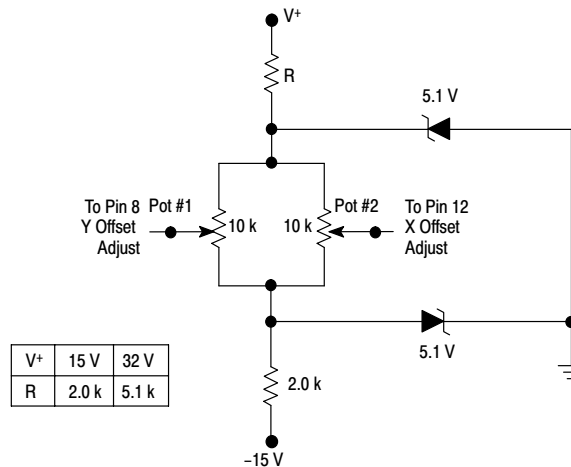 V+
R
5.1 V
To Pin 8
Y Offset
Adjust
Pot #1
10 k
10 k
Pot #2
To Pin 12
X Offset
Adjust
5.1 V
V+ 15 V 32 V
R 2.0 k 5.1 k
2.0 k
–15 V